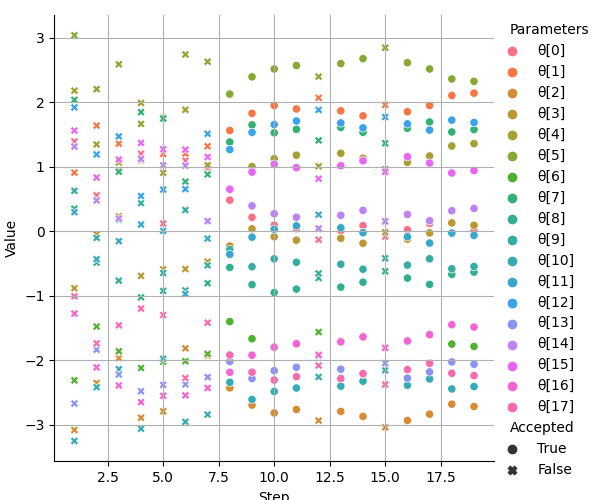 Parameters
θ[0]
θ[1]
θ[2]
θ[3]
θ[4]
θ[5]
θ[6]
θ[7]
θ[8]
θ[9]
θ[10]
θ[11]
θ[12]
θ[13]
θ[14]
θ[15]
θ[16]
θ[17]
Accepted
True
False
Value
3
2
1
0
−1
−2
−3
2.5 5.0 7.5 10.0 12.5 15.0 17.5
Step